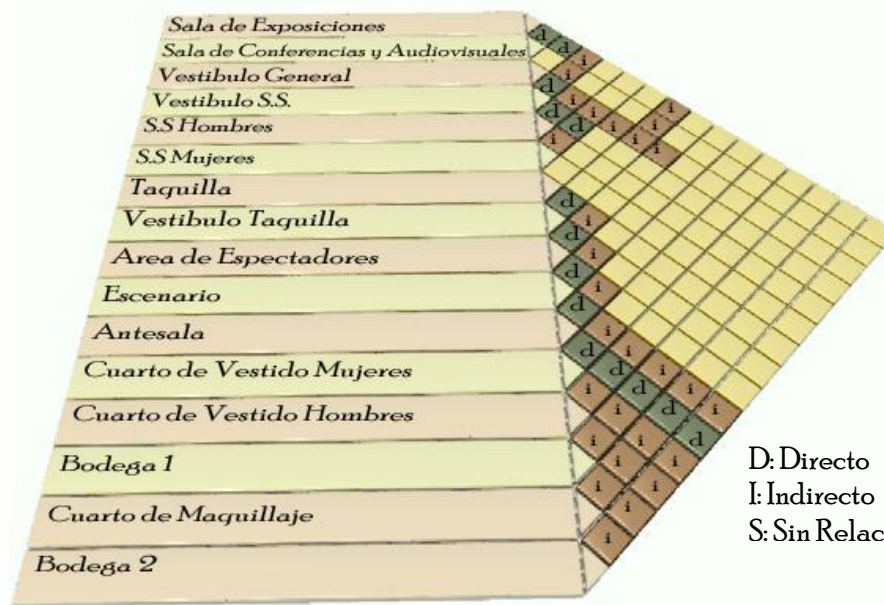 Sala de Exposiciones
Sala de Conferencias y Audiovisuales
Vestibulo General
Vestibulo S.S.
S.S Hombres
S.S Mujeres
Taquilla
Vestibulo Taquilla
Area de Espectadores
Escenario
Antesala
Cuarto de Vestido Mujeres
Cuarto de Vestido Hombres
Bodega 1
Cuarto de Maquillaje
Bodega 2
D: Directo
I: Indirecto
S: Sin Relac